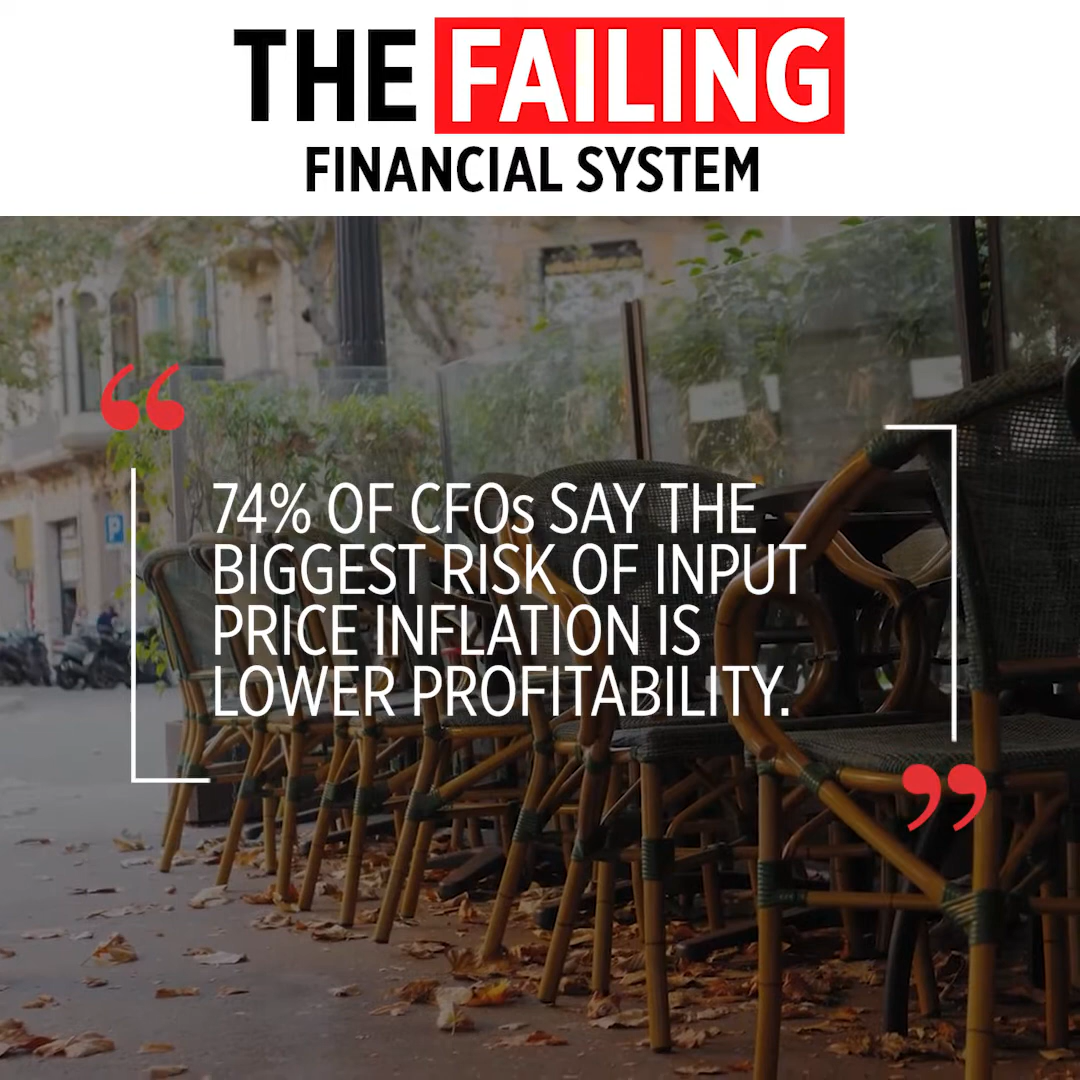 THE FAILING
FINANCIAL SYSTEM
“
74% OF CFOs SAY THE
BIGGEST RISK OF INPUT
PRICE INFLATION IS
LOWER PROFITABILITY.
”
P